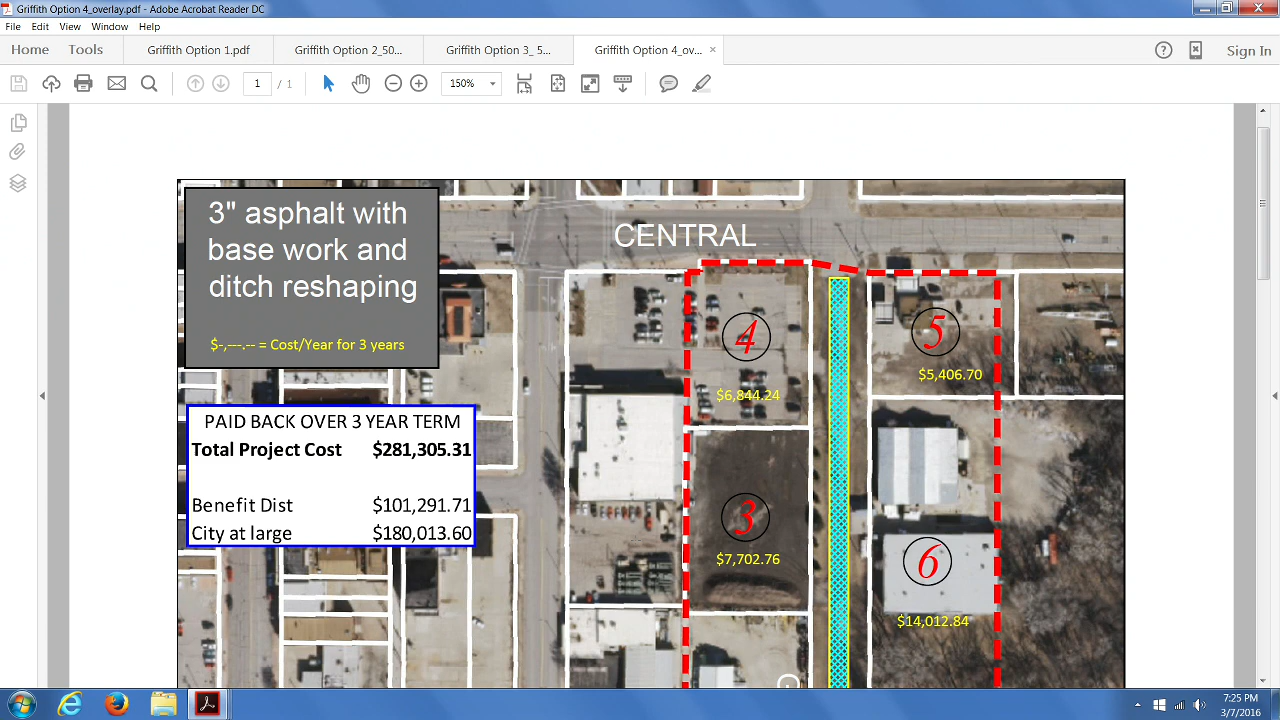 Griffith Option 4_overlay.pdf - Adobe Acrobat Reader DC
File Edit View Window Help
Home Tools Griffith Option 1.pdf Griffith Option 2_50... Griffith Option 3_ 5... Griffith Option 4_ov... × Sign In
1 / 1 150%
3" asphalt with
base work and
ditch reshaping
$-,---.-- = Cost/Year for 3 years
CENTRAL
4
$6,844.24
5
$5,406.70
PAID BACK OVER 3 YEAR TERM
Total Project Cost $281,305.31
Benefit Dist $101,291.71
City at large $180,013.60
3
$7,702.76
6
$14,012.84
7:25 PM
3/7/2016